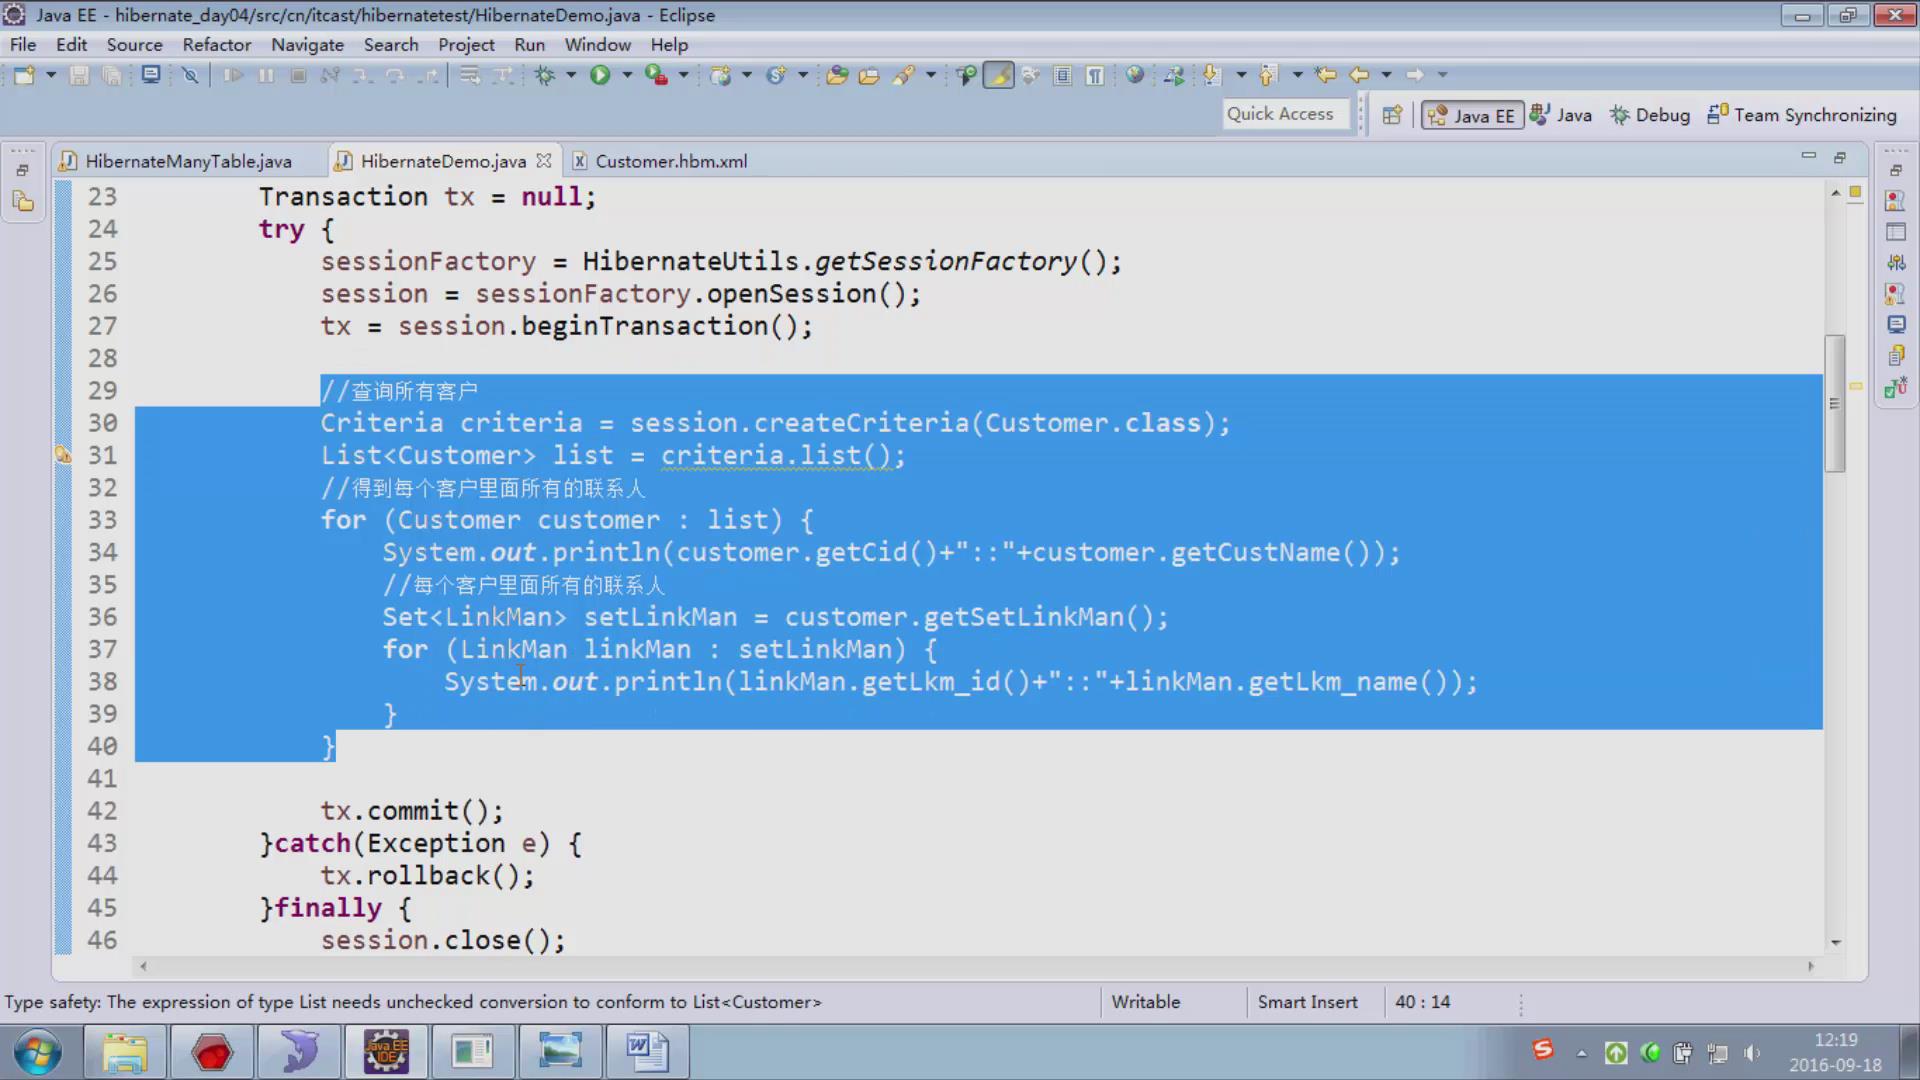 Java EE - hibernate_day04/src/cn/itcast/hibernatetest/HibernateDemo.java - Eclipse
File Edit Source Refactor Navigate Search Project Run Window Help
Quick Access Java EE Java Debug Team Synchronizing
HibernateManyTable.java HibernateDemo.java Customer.hbm.xml
23 Transaction tx = null;
24 try {
25 sessionFactory = HibernateUtils.getSessionFactory();
26 session = sessionFactory.openSession();
27 tx = session.beginTransaction();
28
29 //查询所有客户
30 Criteria criteria = session.createCriteria(Customer.class);
31 List<Customer> list = criteria.list();
32 //得到每个客户里面所有的联系人
33 for (Customer customer : list) {
34 System.out.println(customer.getCid()+"::"+customer.getCustName());
35 //每个客户里面所有的联系人
36 Set<LinkMan> setLinkMan = customer.getSetLinkMan();
37 for (LinkMan linkMan : setLinkMan) {
38 System.out.println(linkMan.getLkm_id()+"::"+linkMan.getLkm_name());
39 }
40 }
41
42 tx.commit();
43 }catch(Exception e) {
44 tx.rollback();
45 }finally {
46 session.close();
Type safety: The expression of type List needs unchecked conversion to conform to List<Customer> Writable Smart Insert 40 : 14
Java EE
IDE
12:19
2016-09-18